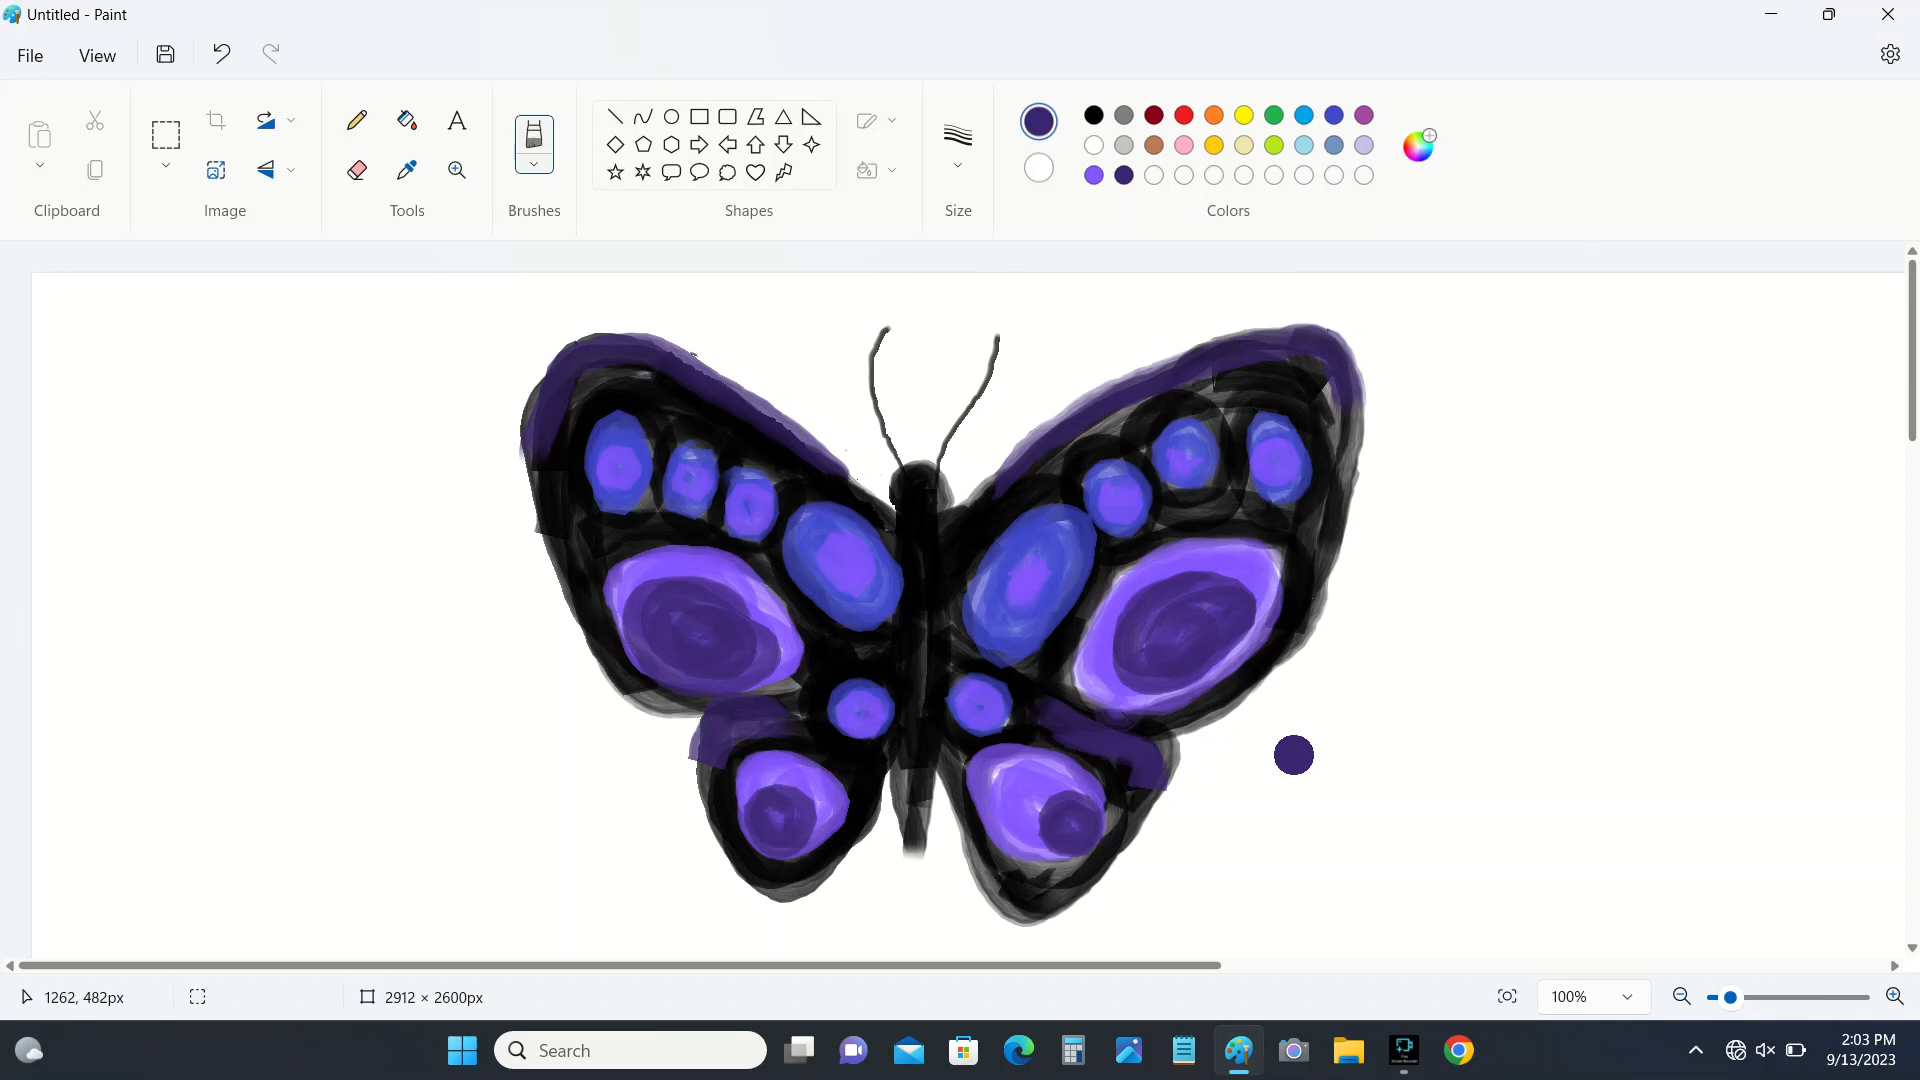 Untitled - Paint
File
View
Clipboard
Image
Tools
Brushes
Shapes
Size
Colors
1262, 482px
2912 × 2600px
100%
Search
2:03 PM
9/13/2023